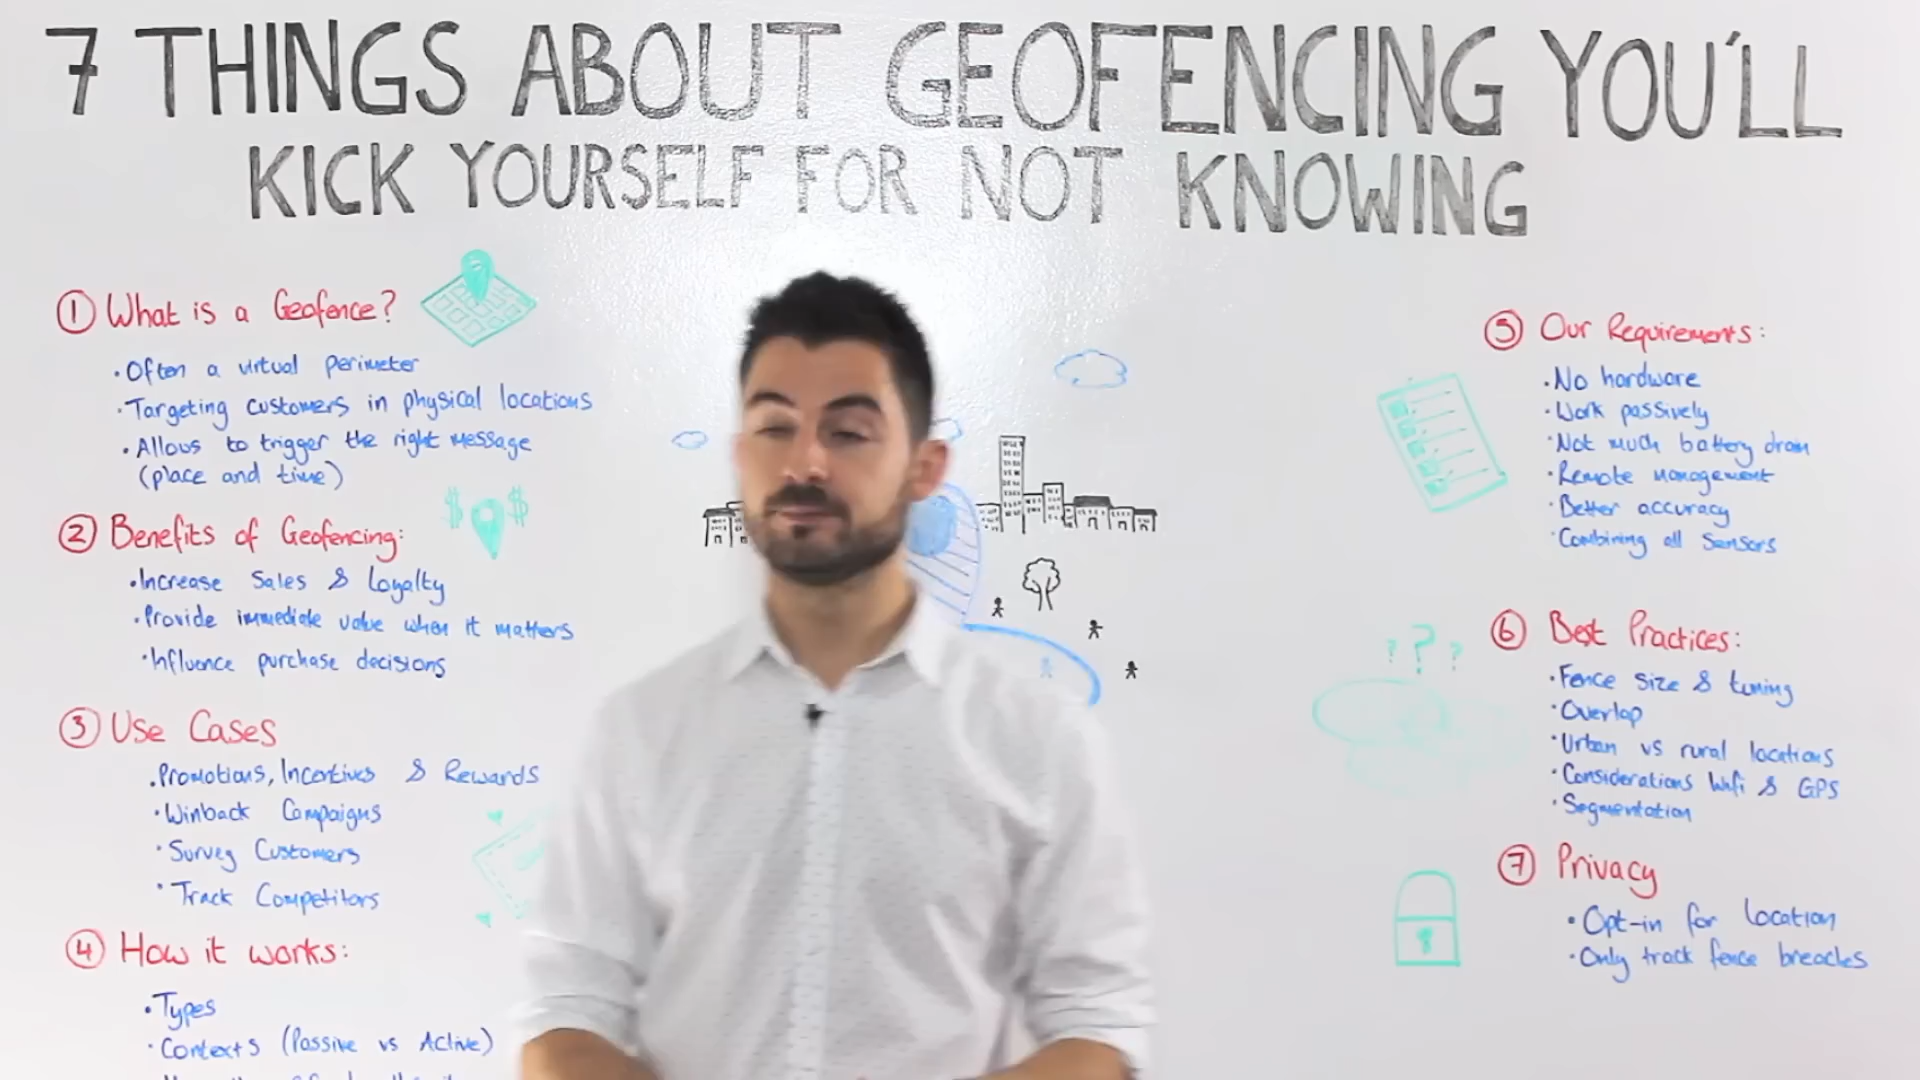 7 THINGS ABOUT GEOFENCING YOU'LL
KICK YOURSELF FOR NOT KNOWING
1 What is a Geofence?
• Often a virtual perimeter
• Targeting customers in physical locations
• Allows to trigger the right message
(place and time)
$ $
2 Benefits of Geofencing:
• Increase Sales & Loyalty
• Provide immediate value when it matters
• Influence purchase decisions
3 Use Cases
• Promotions, Incentives & Rewards
• Winback Campaigns
• Survey Customers
• Track Competitors
4 How it works:
• Types
• Contexts (Passive vs Active)
5 Our Requirements:
• No hardware
• Work passively
• Not much battery drain
• Remote management
• Better accuracy
• Combining all Sensors
? ? ?
6 Best Practices:
• Fence size & tuning
• Overlap
• Urban vs rural locations
• Considerations Wifi & GPS
• Segmentation
7 Privacy
• Opt-in for location
• Only track fence breaches